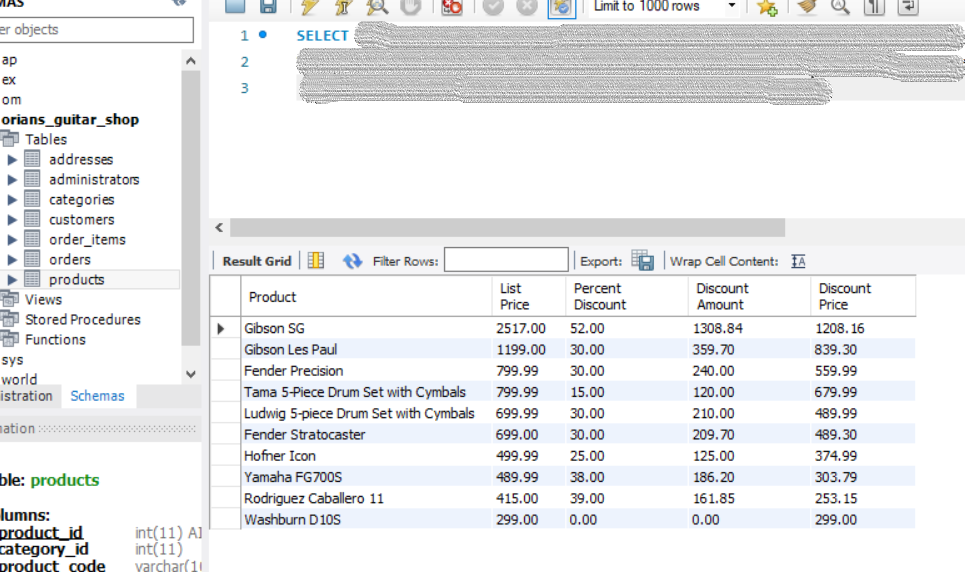 MAS
er objects
ap
ex
om
orians_guitar_shop
Tables
addresses
administrators
categories
customers
order_items
orders
products
Views
Stored Procedures
Functions
sys
world
istration Schemas
nation
ble: products
lumns:
product_id int(11) AI
category_id int(11)
product_code varchar(10
Limit to 1000 rows
1 SELECT
2
3
Result Grid Filter Rows: Export: Wrap Cell Content:
Product List Price Percent Discount Discount Amount Discount Price
Gibson SG 2517.00 52.00 1308.84 1208.16
Gibson Les Paul 1199.00 30.00 359.70 839.30
Fender Precision 799.99 30.00 240.00 559.99
Tama 5-Piece Drum Set with Cymbals 799.99 15.00 120.00 679.99
Ludwig 5-piece Drum Set with Cymbals 699.99 30.00 210.00 489.99
Fender Stratocaster 699.00 30.00 209.70 489.30
Hofner Icon 499.99 25.00 125.00 374.99
Yamaha FG700S 489.99 38.00 186.20 303.79
Rodriguez Caballero 11 415.00 39.00 161.85 253.15
Washburn D10S 299.00 0.00 0.00 299.00